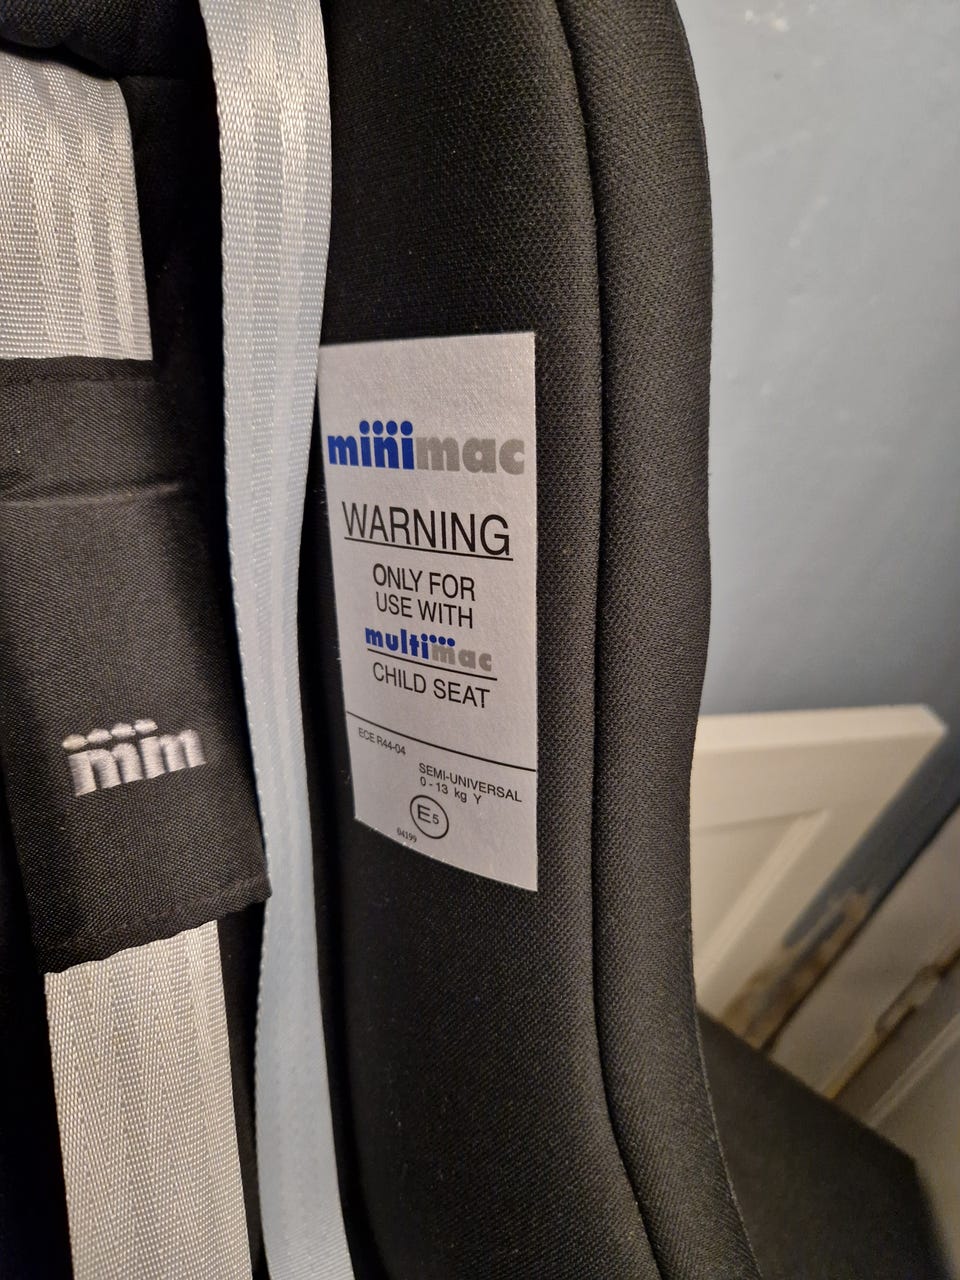 minimac
WARNING
ONLY FOR
USE WITH
multimac
CHILD SEAT
ECE R44-04
SEMI-UNIVERSAL
0 - 13 kg Y
E5
04199
mm